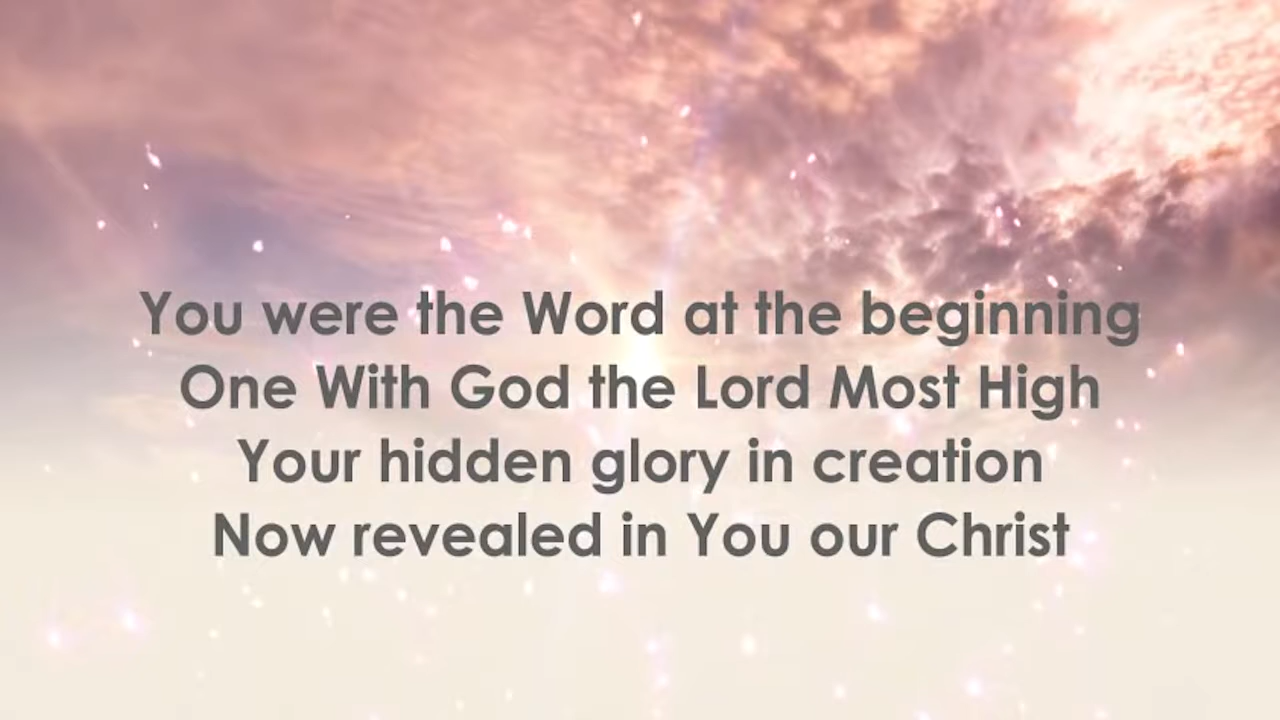 You were the Word at the beginning
One With God the Lord Most High
Your hidden glory in creation
Now revealed in You our Christ